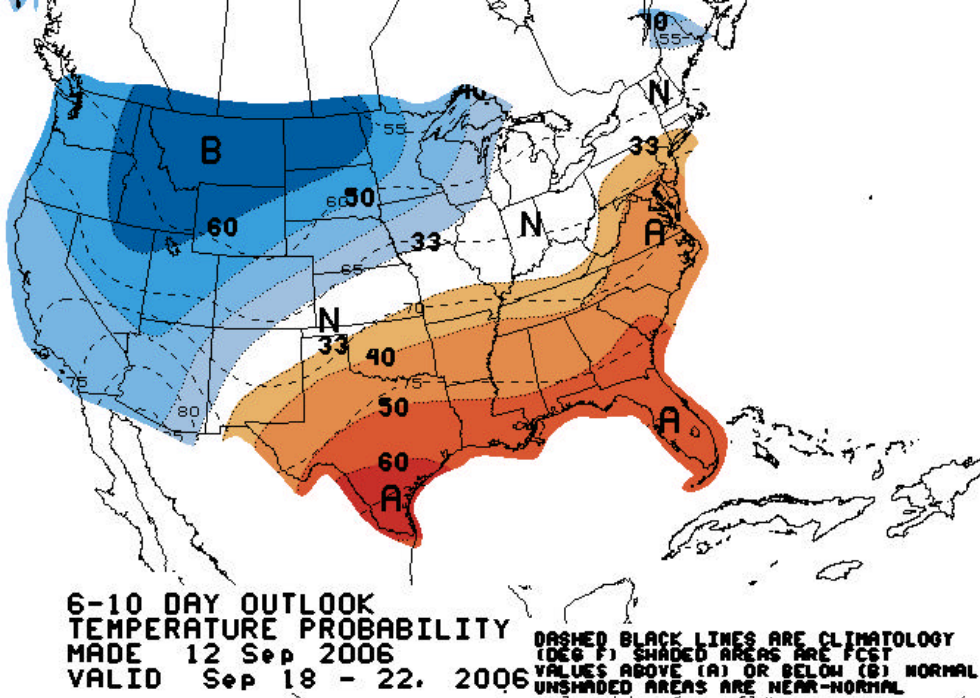 70
55
40
N
55
33
B
60
50
A
N
60
33
65
70
N
33
40
75
75
50
80
A
60
A
6-10 DAY OUTLOOK
TEMPERATURE PROBABILITY
MADE 12 Sep 2006
VALID Sep 18 - 22, 2006
DASHED BLACK LINES ARE CLIMATOLOGY
(DEG F) SHADED AREAS ARE FCST
VALUES ABOVE (A) OR BELOW (B) NORMAL
UNSHADED AREAS ARE NEAR-NORMAL